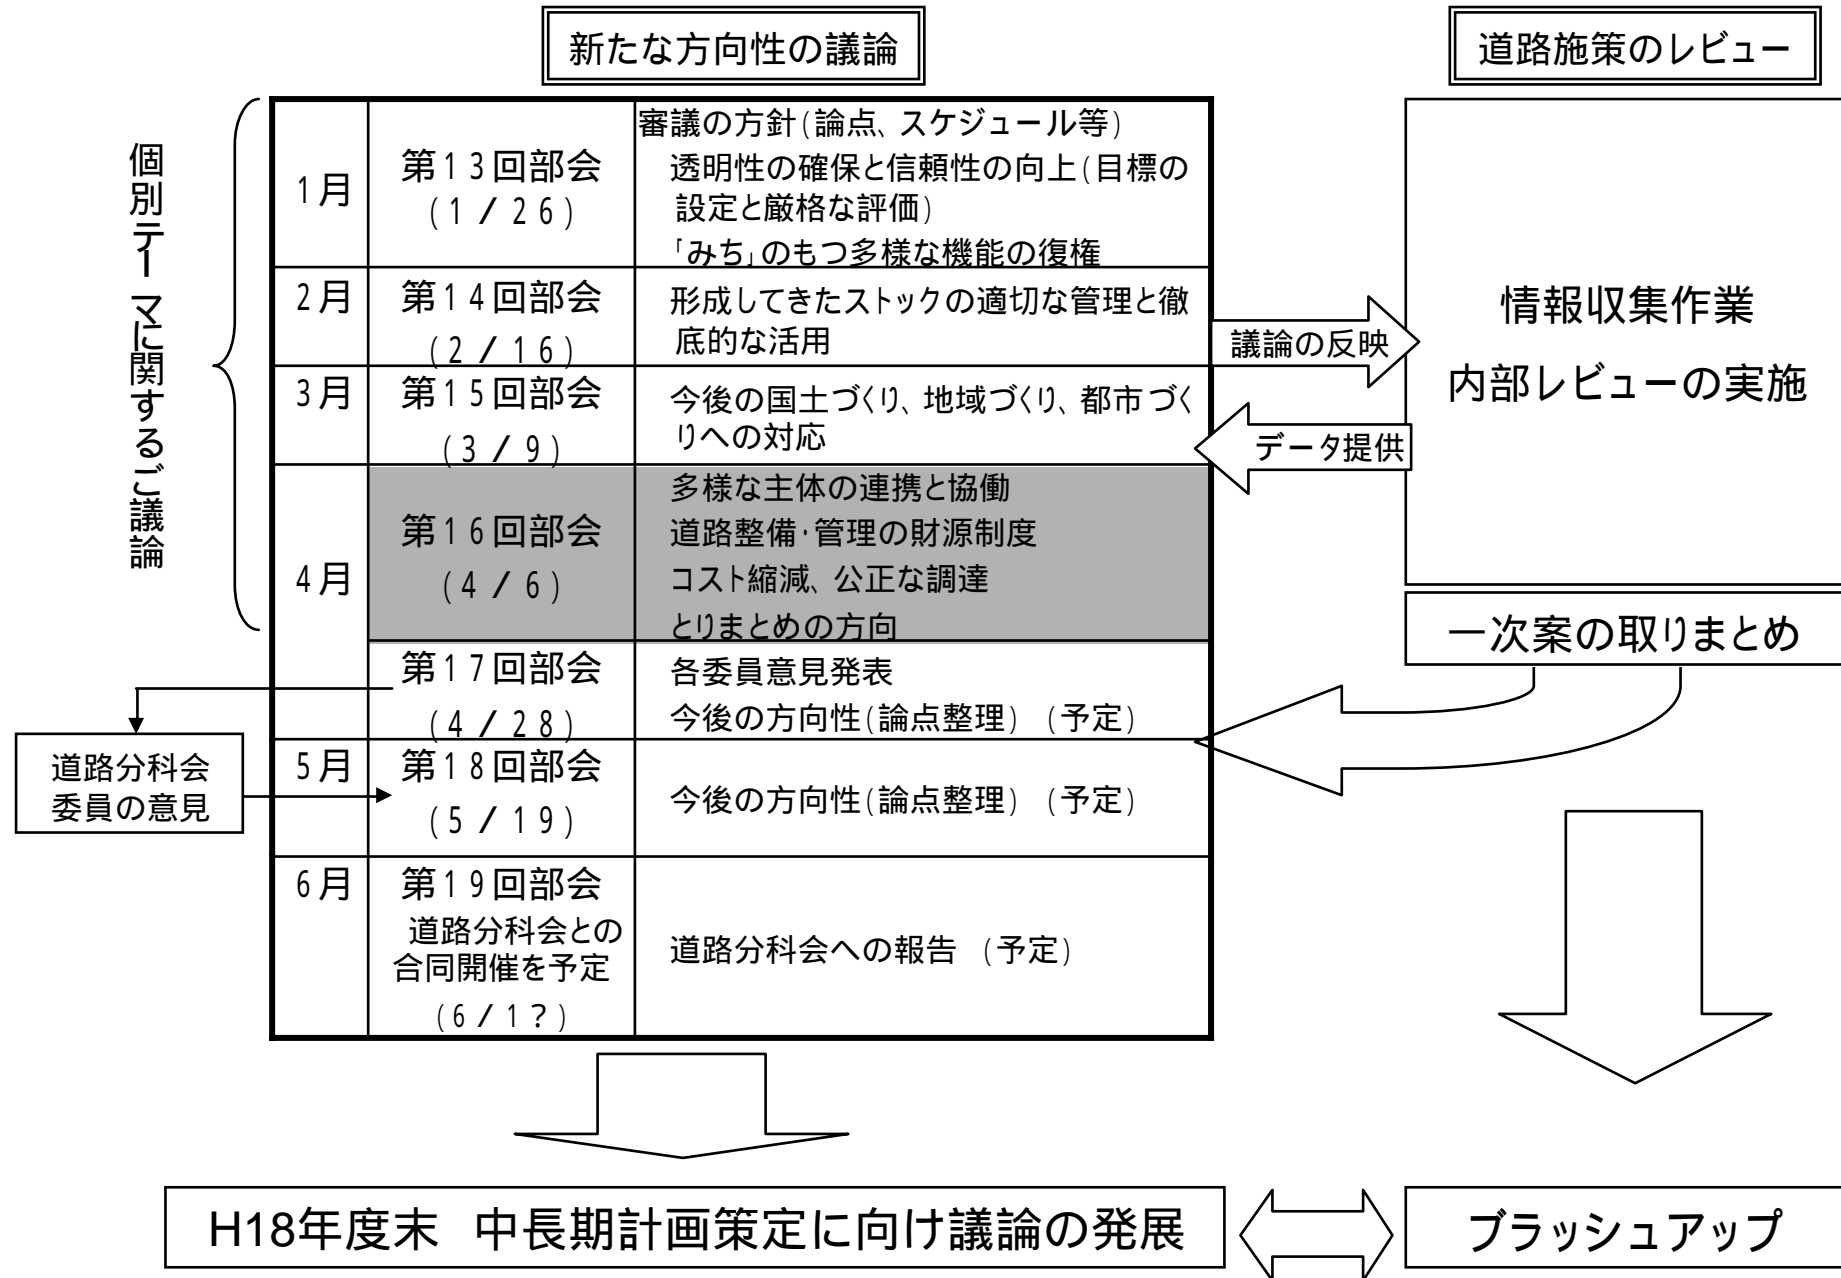 新たな方向性の議論
道路施策のレビュー
個別テーマに関するご議論
1月
第13回部会
(1/26)
審議の方針(論点、スケジュール等)
透明性の確保と信頼性の向上(目標の
設定と厳格な評価)
「みち」のもつ多様な機能の復権
2月
第14回部会
(2/16)
形成してきたストックの適切な管理と徹
底的な活用
3月
第15回部会
(3/9)
今後の国土づくり、地域づくり、都市づく
りへの対応
4月
第16回部会
(4/6)
多様な主体の連携と協働
道路整備・管理の財源制度
コスト縮減、公正な調達
とりまとめの方向
第17回部会
(4/28)
各委員意見発表
今後の方向性(論点整理) (予定)
5月
第18回部会
(5/19)
今後の方向性(論点整理) (予定)
6月
第19回部会
道路分科会との
合同開催を予定
(6/1?)
道路分科会への報告 (予定)
道路分科会
委員の意見
議論の反映
データ提供
情報収集作業
内部レビューの実施
一次案の取りまとめ
H18年度末 中長期計画策定に向け議論の発展
ブラッシュアップ